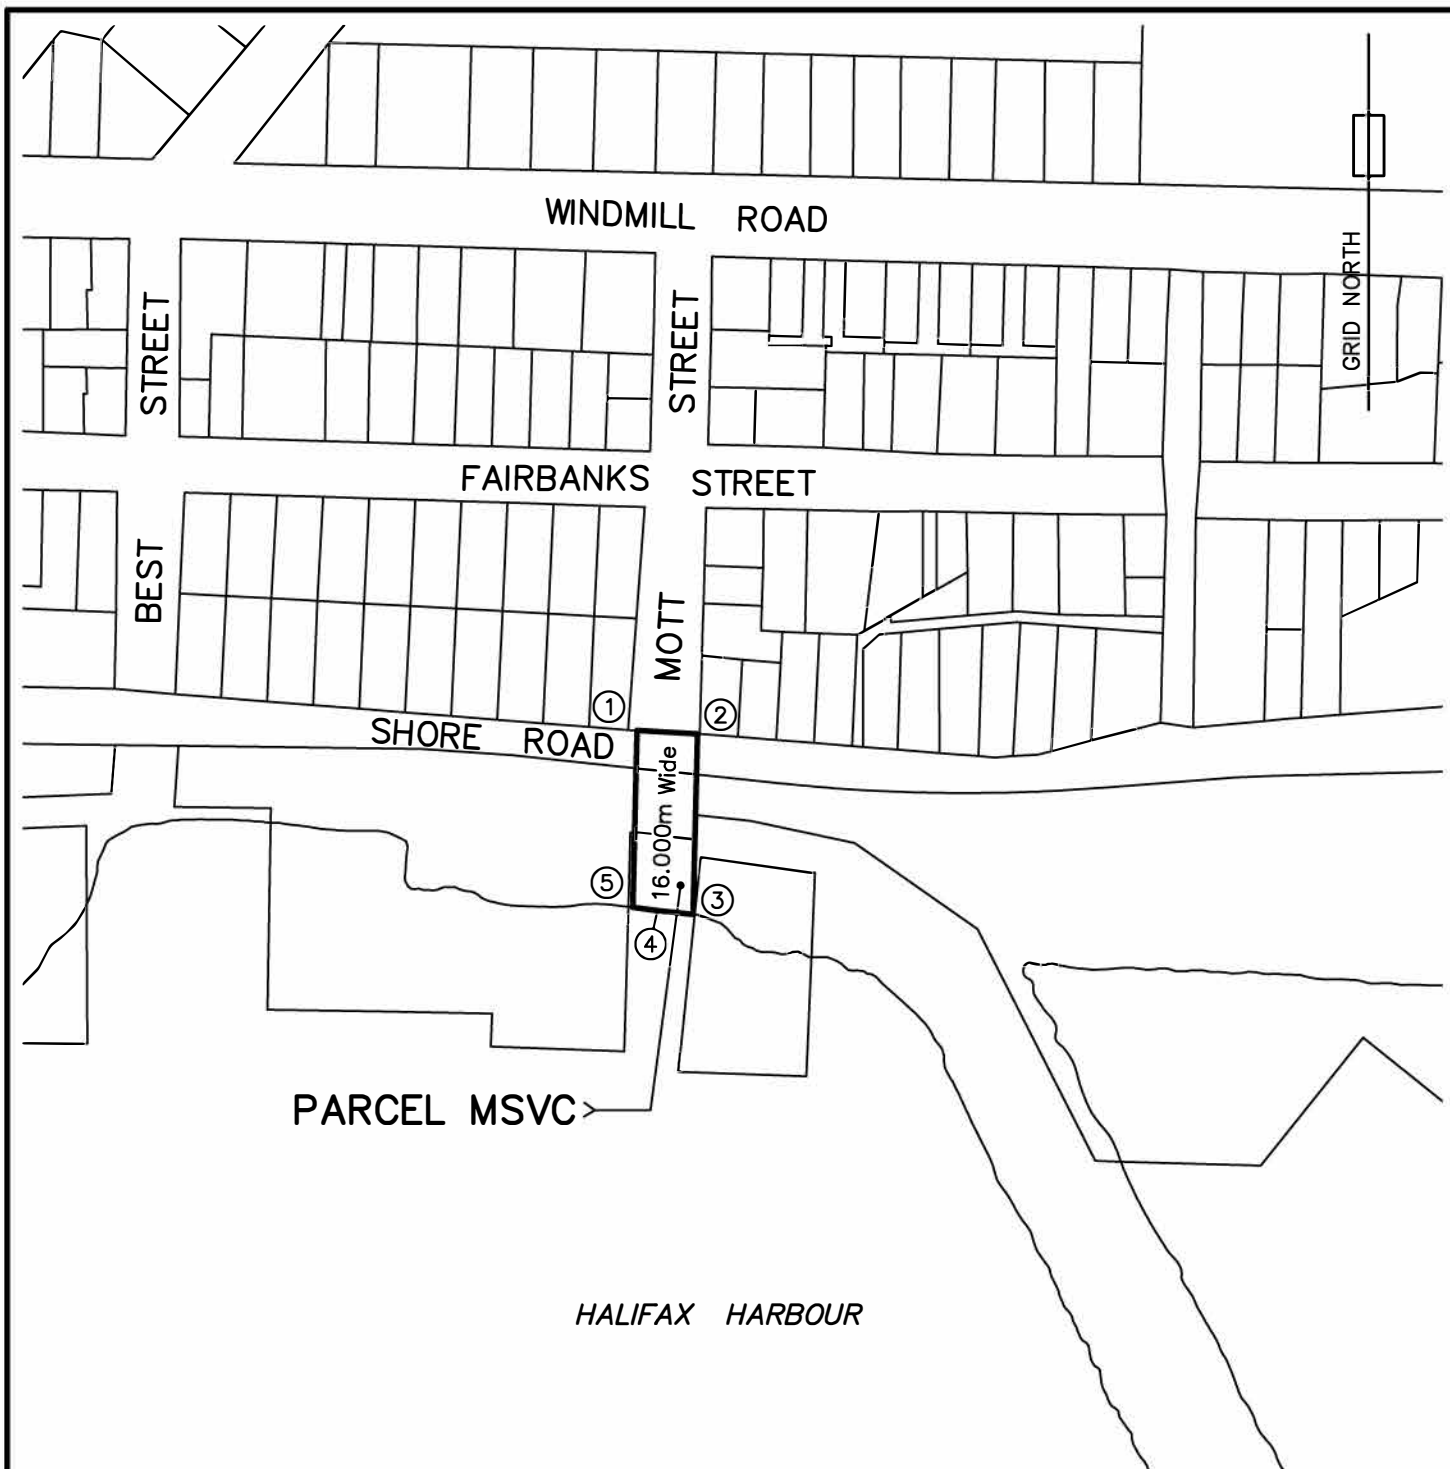 WINDMILL ROAD
GRID NORTH
STREET
STREET
FAIRBANKS STREET
BEST
MOTT
1
2
SHORE ROAD
16.000m Wide
5
3
4
PARCEL MSVC
HALIFAX HARBOUR